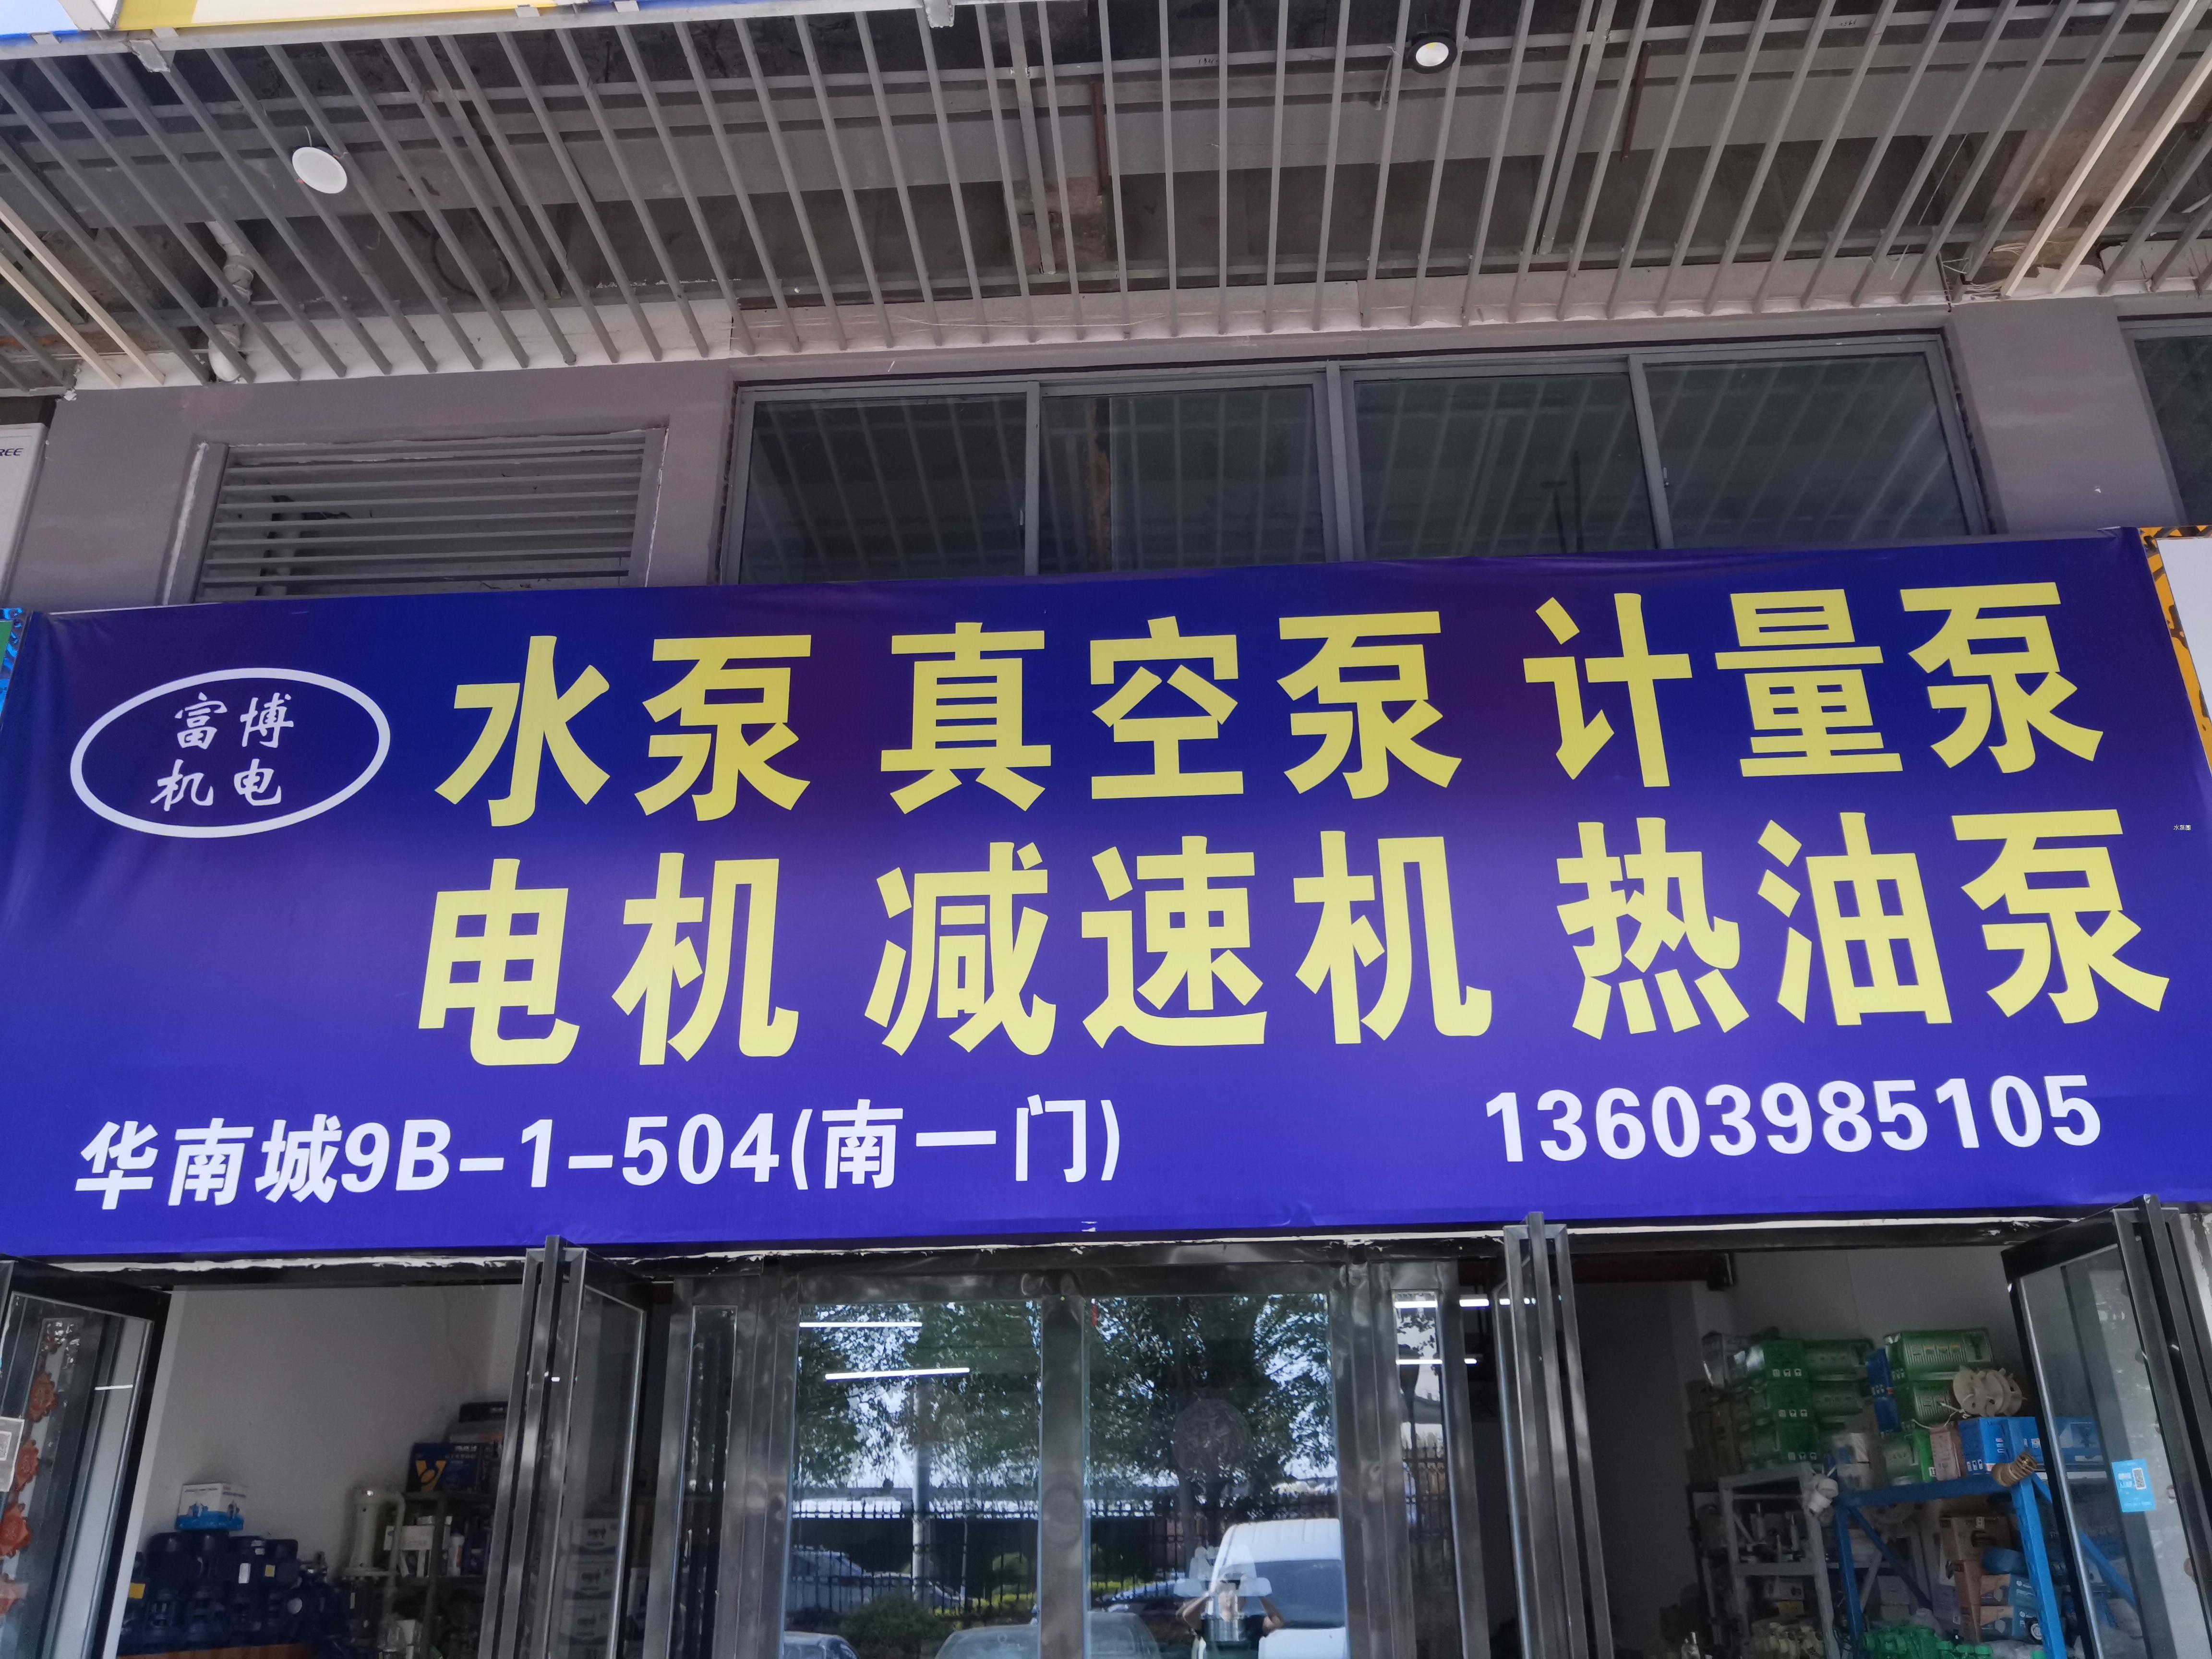 REE
富博
机电
水泵 真空泵 计量泵
电机 减速机 热油泵
华南城9B-1-504(南一门)
13603985105